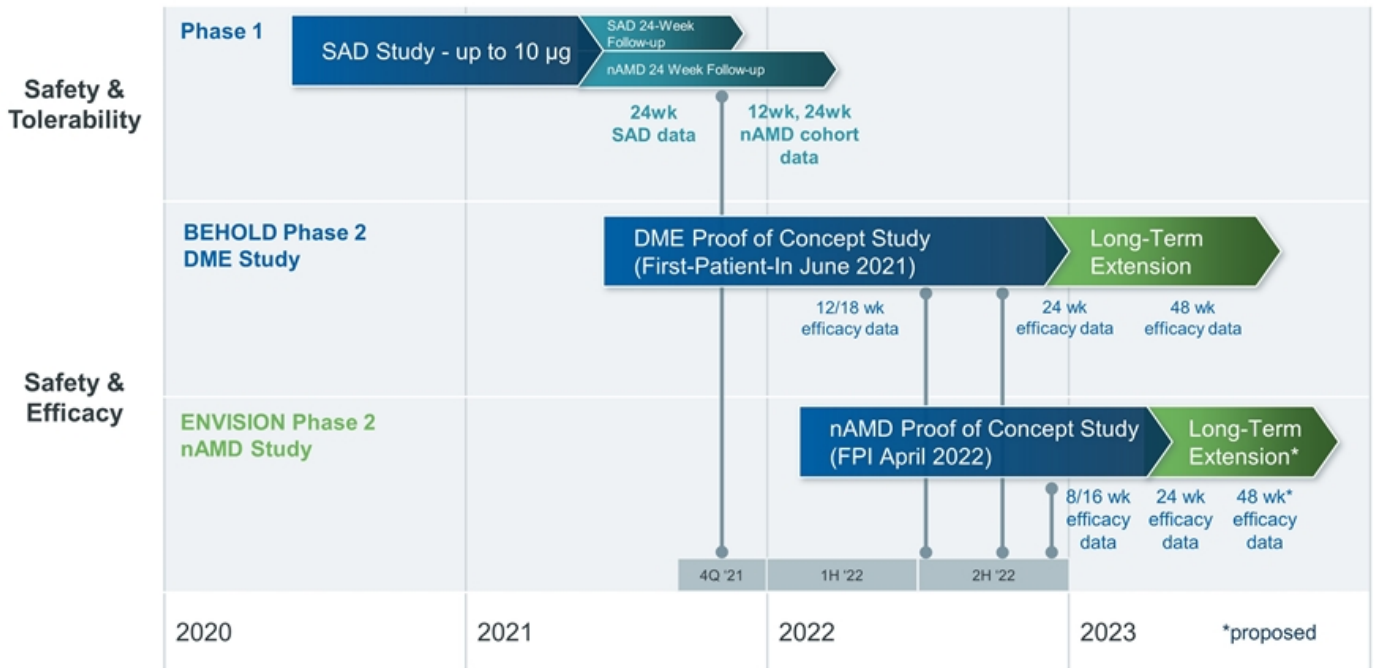 Safety &
Tolerability
Phase 1
SAD Study - up to 10 µg
SAD 24-Week
Follow-up
nAMD 24 Week Follow-up
24wk
SAD data
12wk, 24wk
nAMD cohort
data
Safety &
Efficacy
BEHOLD Phase 2
DME Study
DME Proof of Concept Study
(First-Patient-In June 2021)
Long-Term
Extension
12/18 wk
efficacy data
24 wk
efficacy data
48 wk
efficacy data
ENVISION Phase 2
nAMD Study
nAMD Proof of Concept Study
(FPI April 2022)
Long-Term
Extension*
8/16 wk
efficacy
data
24 wk
efficacy
data
48 wk*
efficacy
data
4Q '21
1H '22
2H '22
2020
2021
2022
2023
*proposed